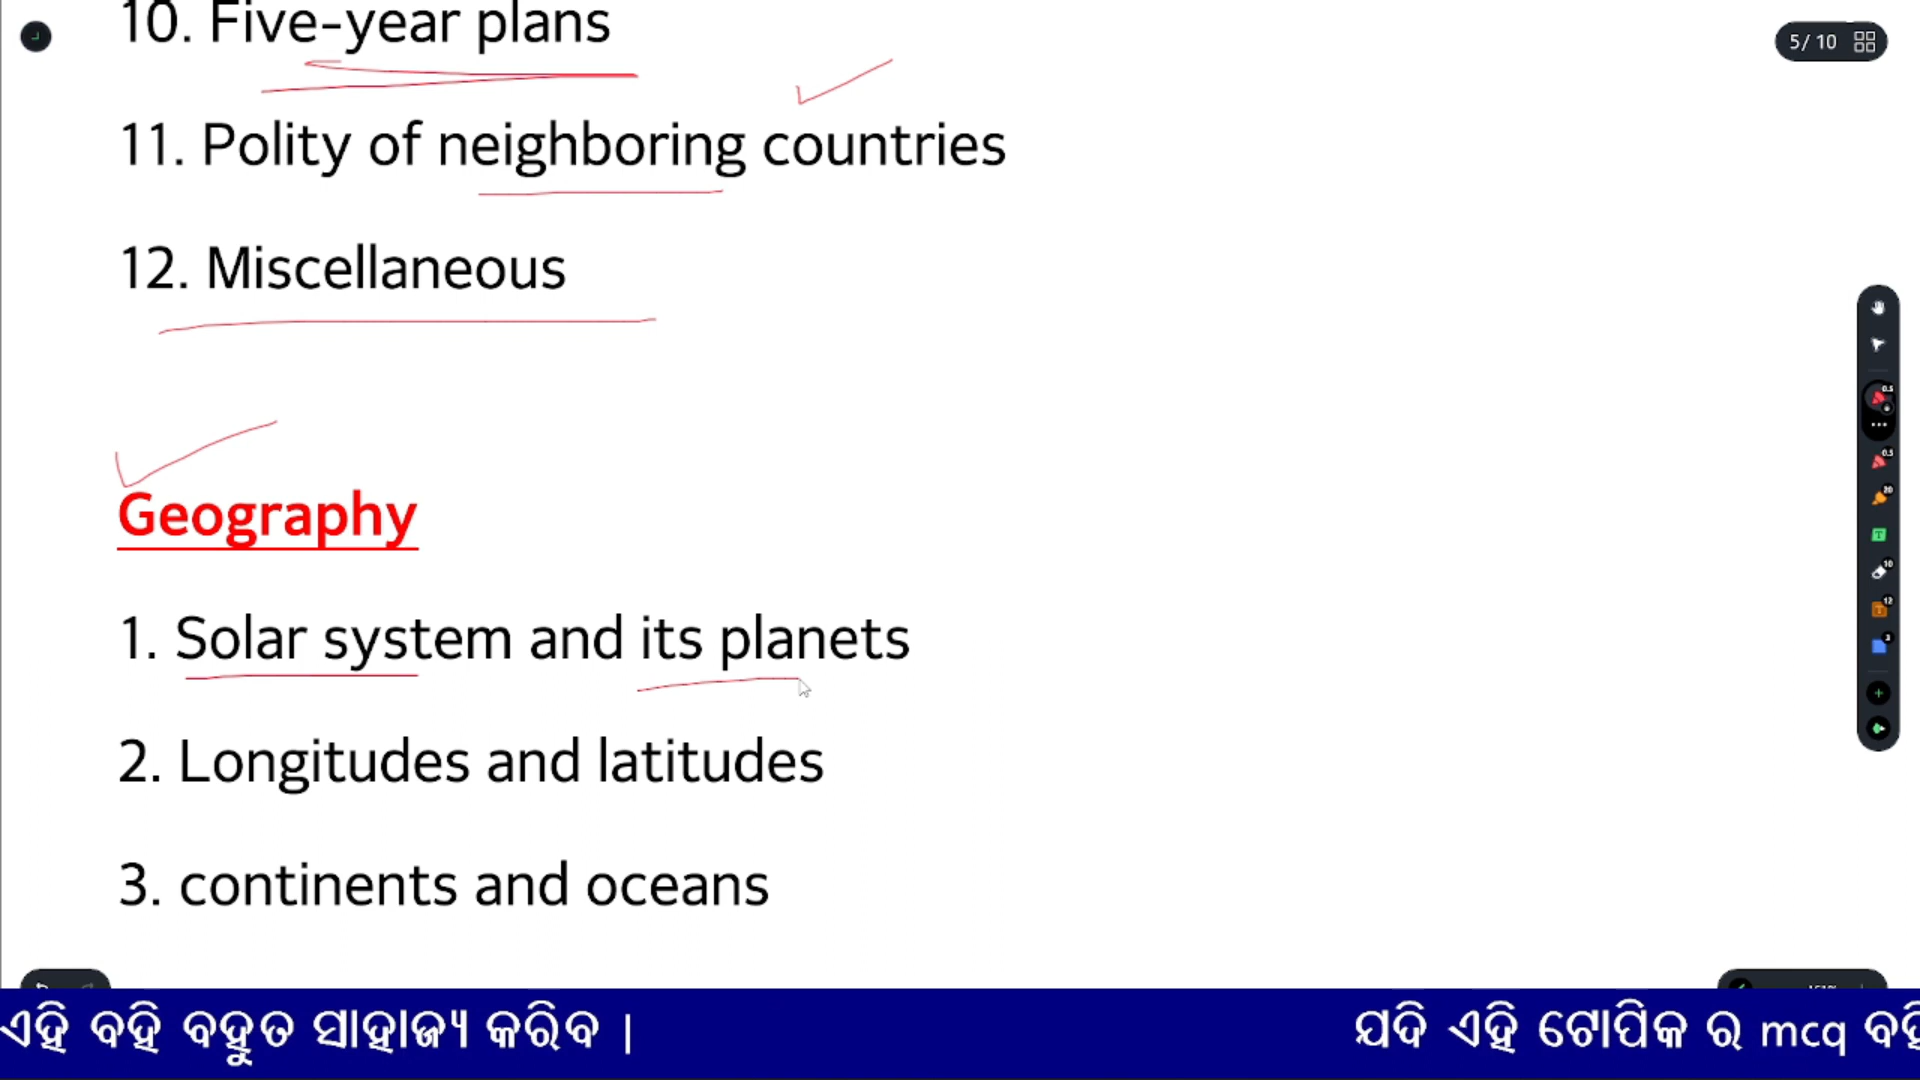 10. Five-year plans
5/ 10
11. Polity of neighboring countries
12. Miscellaneous
Geography
1. Solar system and its planets
2. Longitudes and latitudes
3. continents and oceans
ଏହି ବହି ବହୁତ ସାହାଜ୍ୟ କରିବ | ଯଦି ଏହି ଟୋପିକ ର mcq ବହି